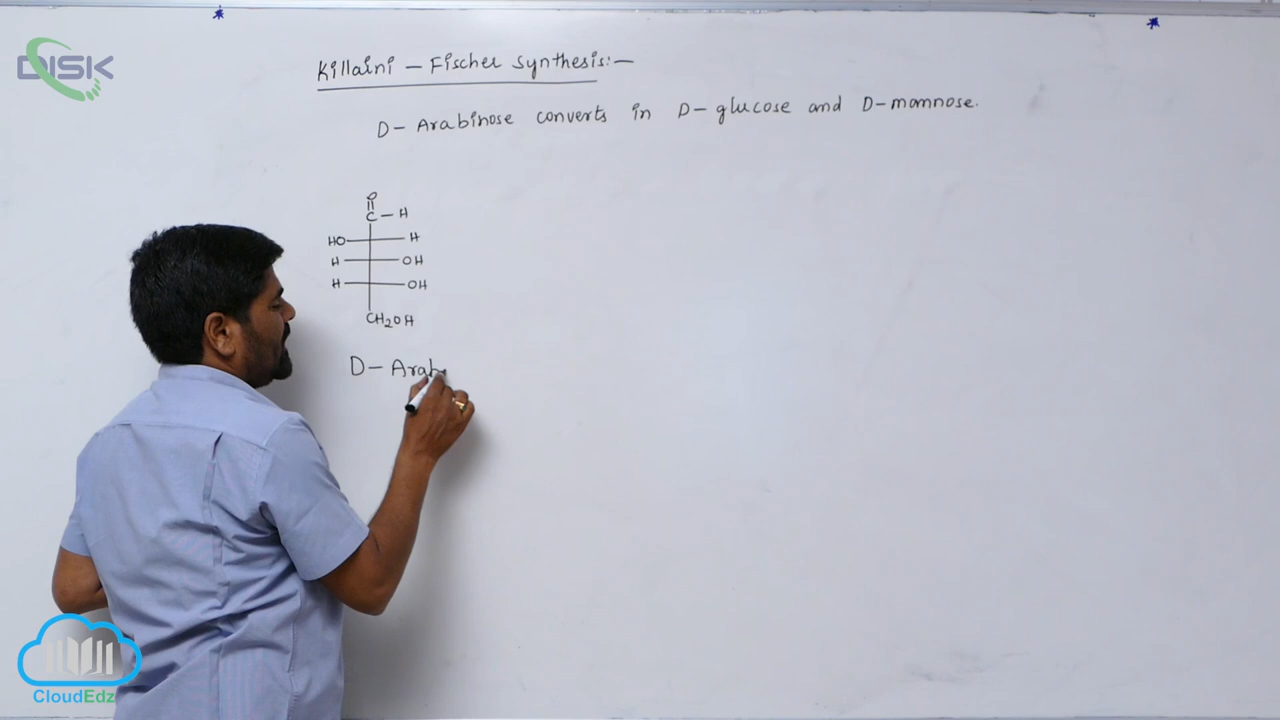 DISK
Killaini – Fischer Synthesis:–
D– Arabinose converts in D– glucose and D–mannose.
O
C – H
HO H
H OH
H OH
CH2OH
D– Arab
CloudEdz